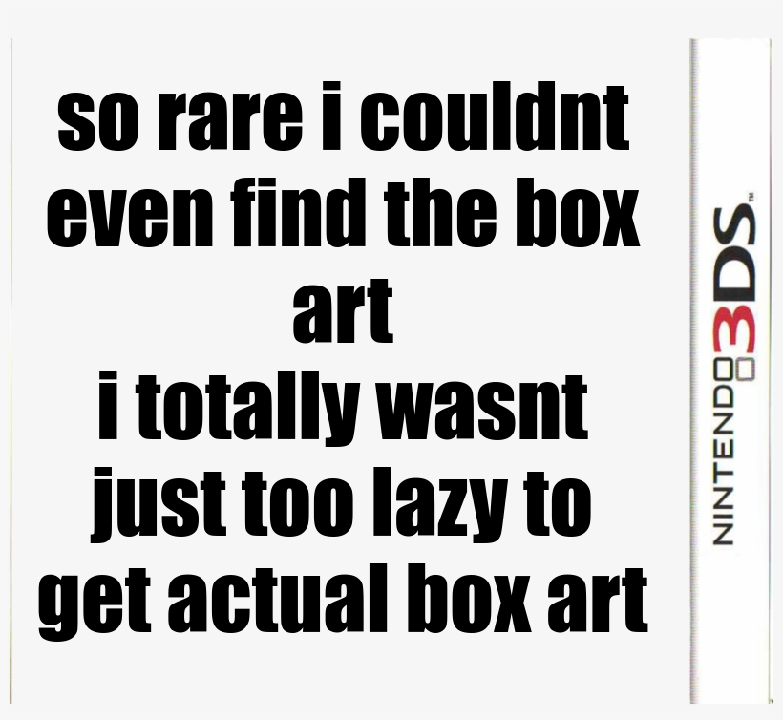 so rare i couldnt
even find the box
art
i totally wasnt
just too lazy to
get actual box art
NINTENDO 3DS™